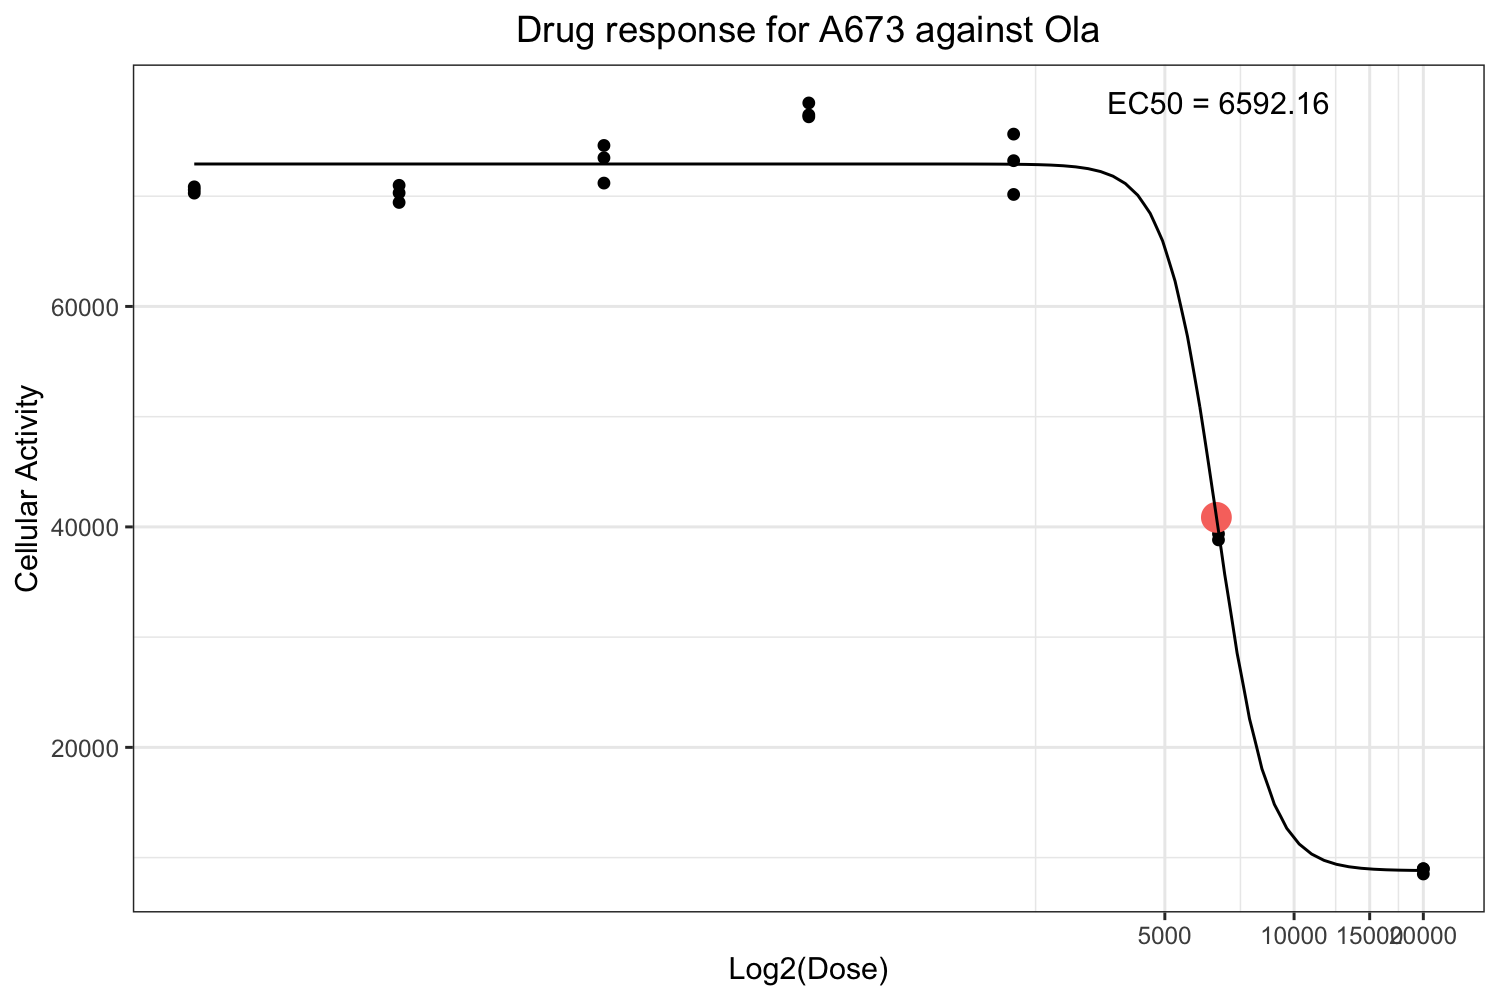 Drug response for A673 against Ola
EC50 = 6592.16
60000
40000
20000
Cellular Activity
5000 10000 15000 20000
Log2(Dose)